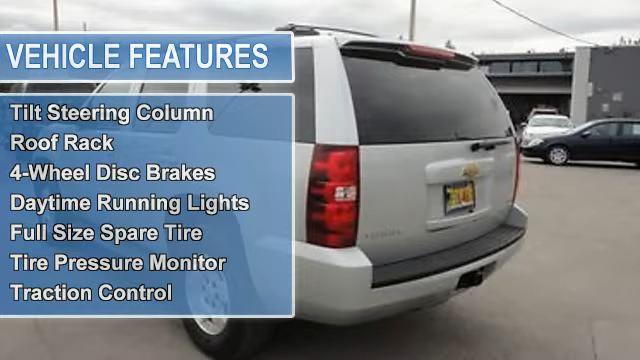 VEHICLE FEATURES
Tilt Steering Column
Roof Rack
4-Wheel Disc Brakes
Daytime Running Lights
Full Size Spare Tire
Tire Pressure Monitor
Traction Control